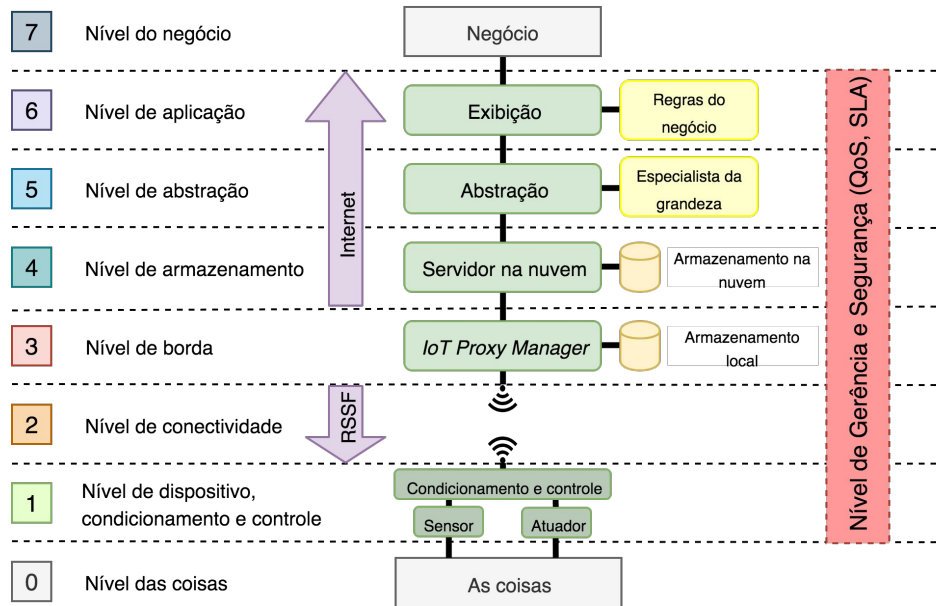 7
Nível do negócio
Negócio
6
Nível de aplicação
Exibição
Regras do
negócio
5
Nível de abstração
Abstração
Especialista da
grandeza
Internet
4
Nível de armazenamento
Servidor na nuvem
Armazenamento na
nuvem
3
Nível de borda
IoT Proxy Manager
Armazenamento
local
2
Nível de conectividade
RSSF
1
Nível de dispositivo,
condicionamento e controle
Condicionamento e controle
Sensor
Atuador
0
Nível das coisas
As coisas
Nível de Gerência e Segurança (QoS, SLA)